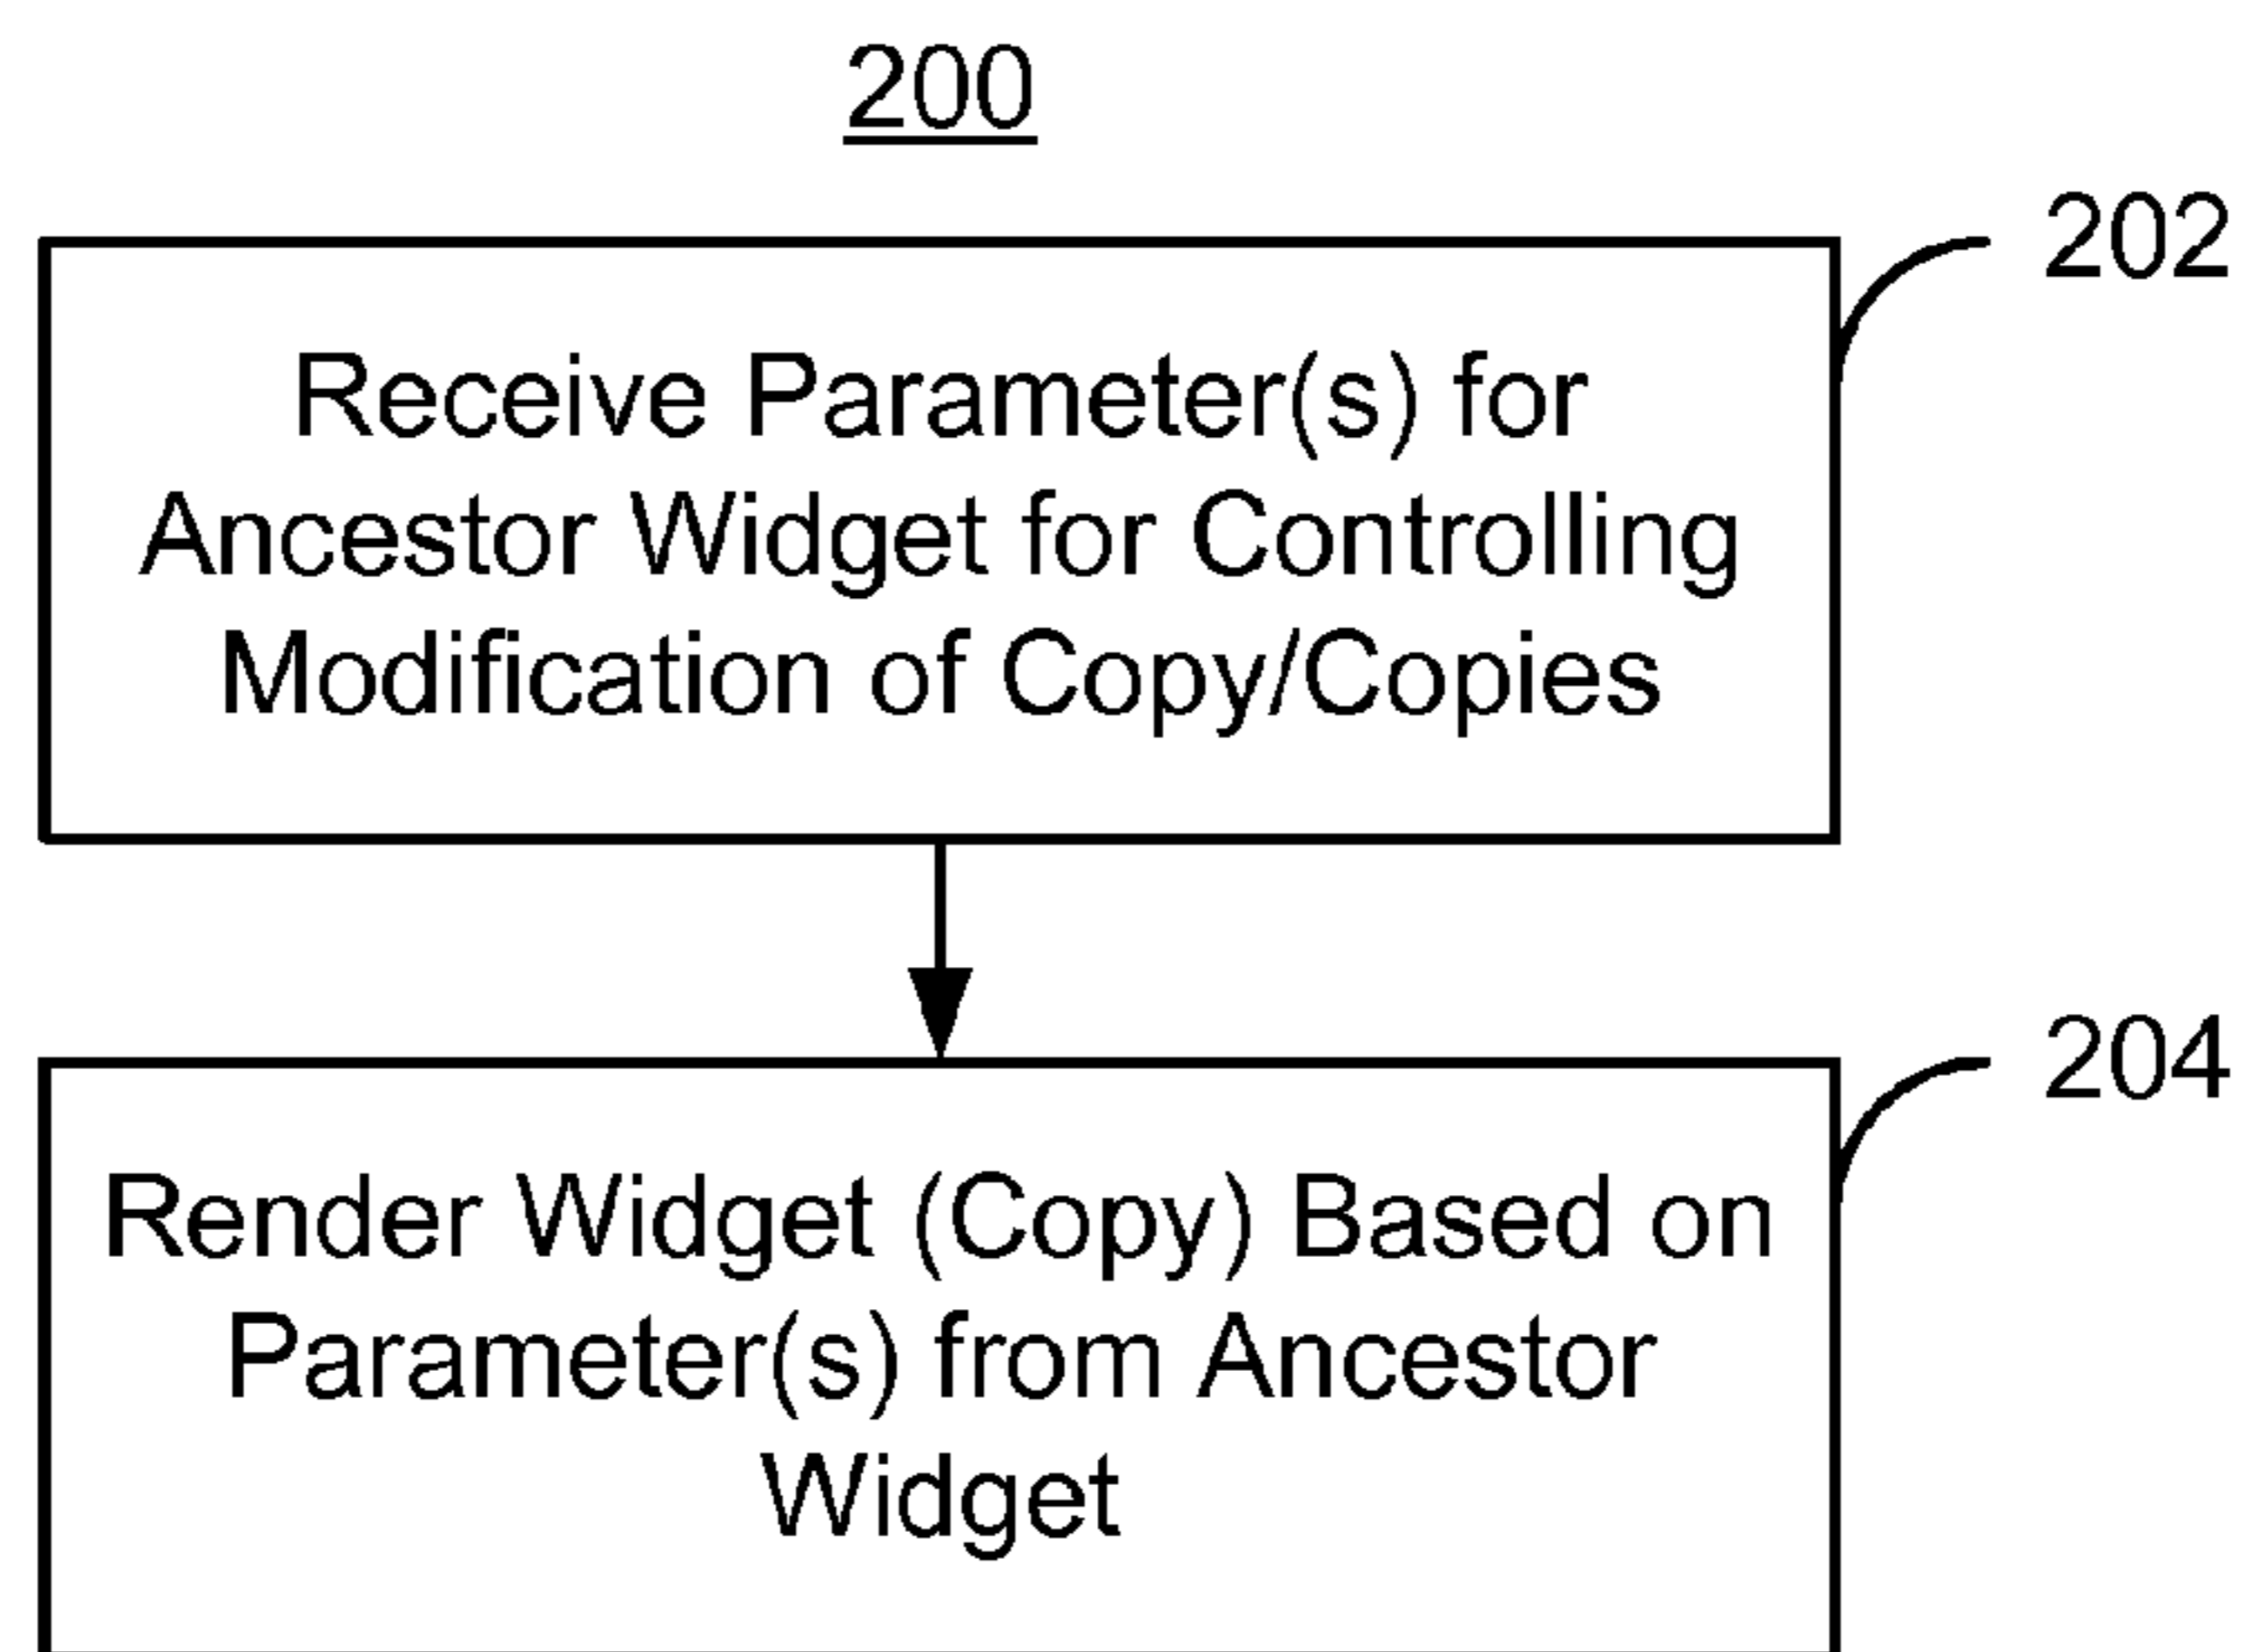 200
202
Receive Parameter(s) for
Ancestor Widget for Controlling
Modification of Copy/Copies
204
Render Widget (Copy) Based on
Parameter(s) from Ancestor
Widget